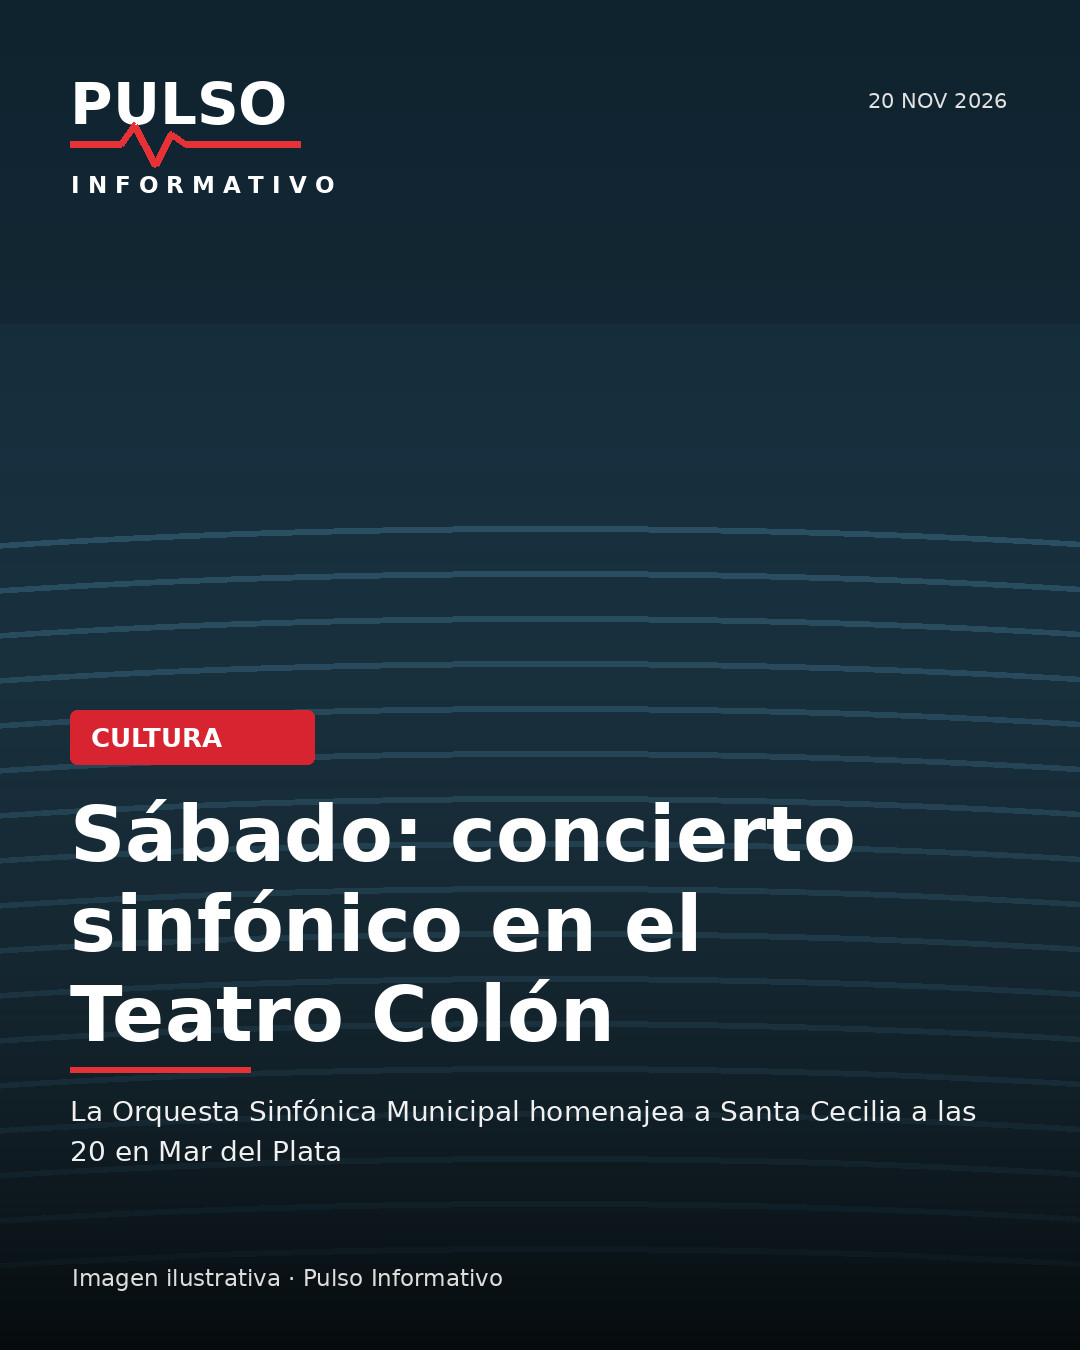 PULSO
INFORMATIVO
20 NOV 2026
CULTURA
Sábado: concierto
sinfónico en el
Teatro Colón
La Orquesta Sinfónica Municipal homenajea a Santa Cecilia a las
20 en Mar del Plata
Imagen ilustrativa · Pulso Informativo